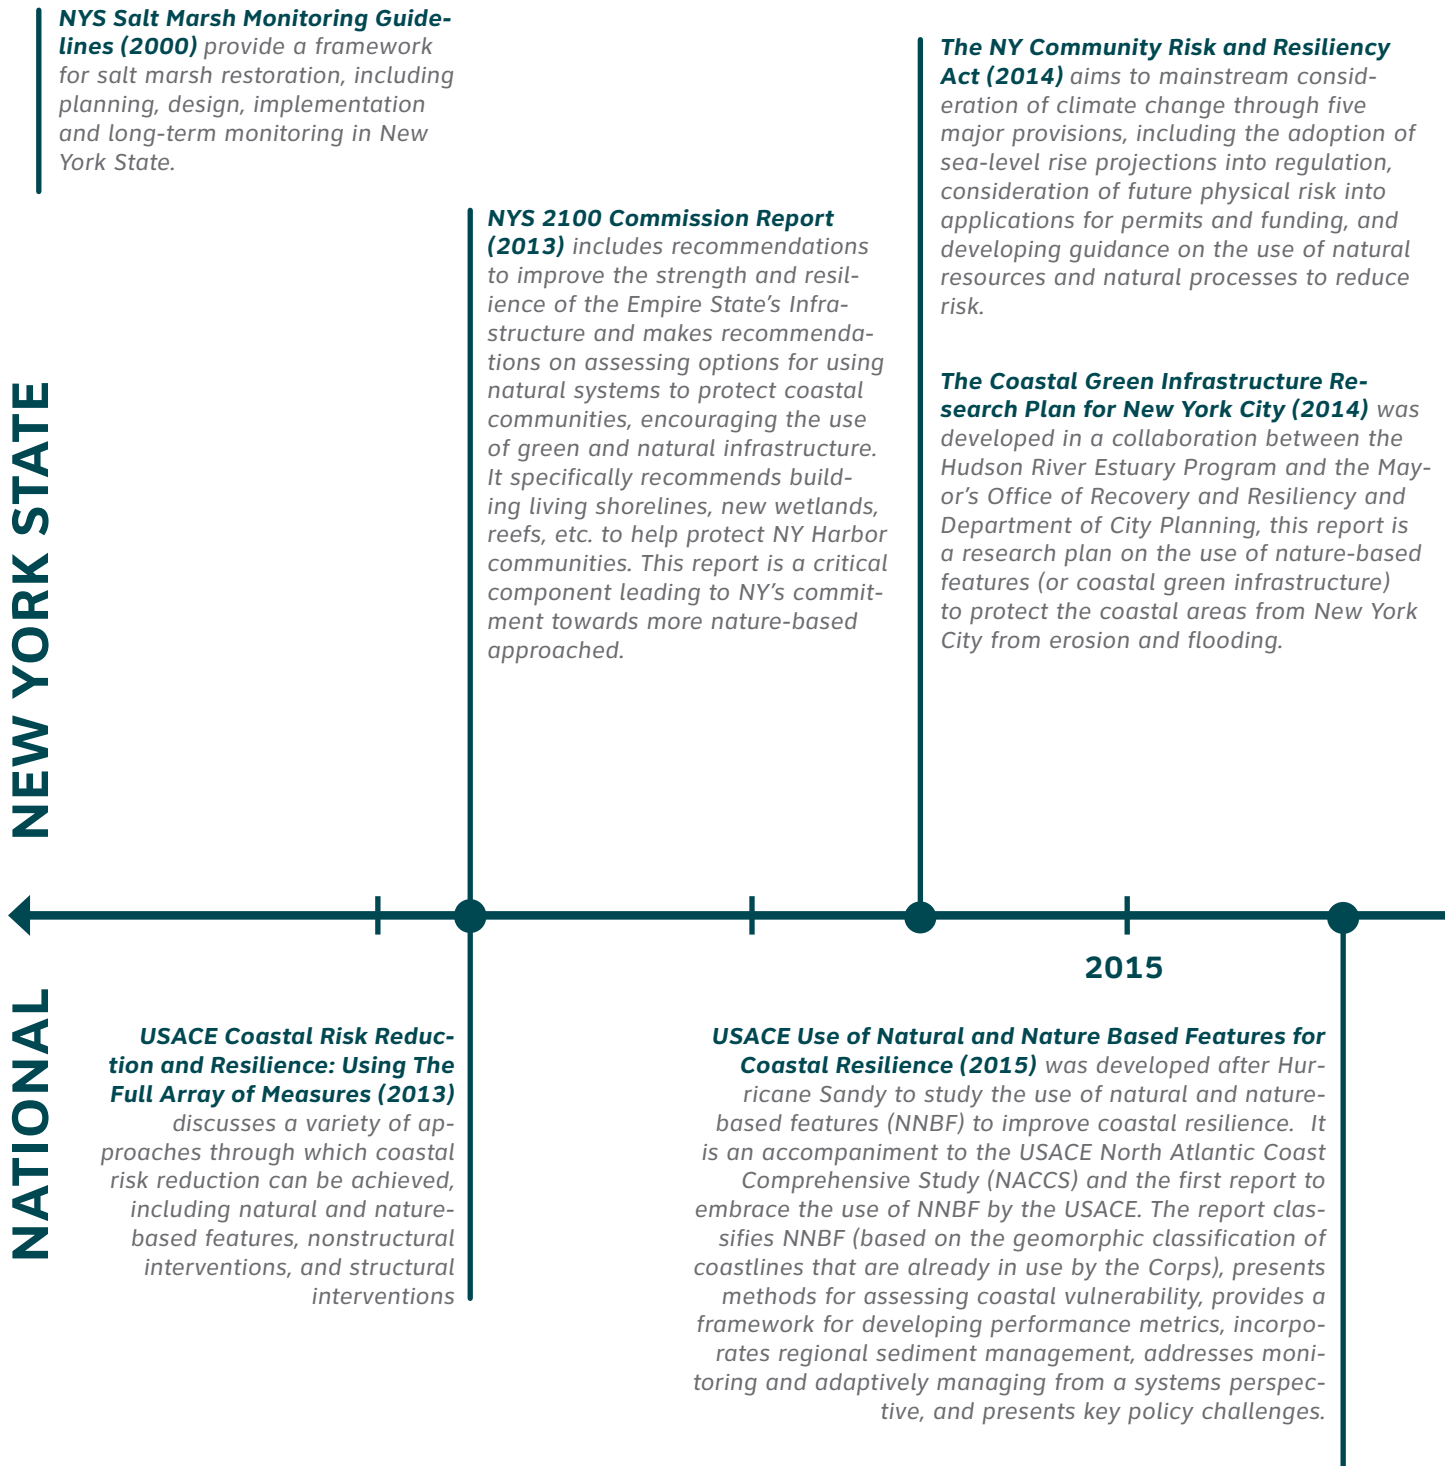 NYS Salt Marsh Monitoring Guide-
lines (2000) provide a framework
for salt marsh restoration, including
planning, design, implementation
and long-term monitoring in New
York State.
NYS 2100 Commission Report
(2013) includes recommendations
to improve the strength and resil-
ience of the Empire State's Infra-
structure and makes recommenda-
tions on assessing options for using
natural systems to protect coastal
communities, encouraging the use
of green and natural infrastructure.
It specifically recommends build-
ing living shorelines, new wetlands,
reefs, etc. to help protect NY Harbor
communities. This report is a critical
component leading to NY's commit-
ment towards more nature-based
approached.
The NY Community Risk and Resiliency
Act (2014) aims to mainstream consid-
eration of climate change through five
major provisions, including the adoption of
sea-level rise projections into regulation,
consideration of future physical risk into
applications for permits and funding, and
developing guidance on the use of natural
resources and natural processes to reduce
risk.
The Coastal Green Infrastructure Re-
search Plan for New York City (2014) was
developed in a collaboration between the
Hudson River Estuary Program and the May-
or's Office of Recovery and Resiliency and
Department of City Planning, this report is
a research plan on the use of nature-based
features (or coastal green infrastructure)
to protect the coastal areas from New York
City from erosion and flooding.
NEW YORK STATE
2015
NATIONAL
USACE Coastal Risk Reduc-
tion and Resilience: Using The
Full Array of Measures (2013)
discusses a variety of ap-
proaches through which coastal
risk reduction can be achieved,
including natural and nature-
based features, nonstructural
interventions, and structural
interventions
USACE Use of Natural and Nature Based Features for
Coastal Resilience (2015) was developed after Hur-
ricane Sandy to study the use of natural and nature-
based features (NNBF) to improve coastal resilience. It
is an accompaniment to the USACE North Atlantic Coast
Comprehensive Study (NACCS) and the first report to
embrace the use of NNBF by the USACE. The report clas-
sifies NNBF (based on the geomorphic classification of
coastlines that are already in use by the Corps), presents
methods for assessing coastal vulnerability, provides a
framework for developing performance metrics, incorpo-
rates regional sediment management, addresses moni-
toring and adaptively managing from a systems perspec-
tive, and presents key policy challenges.